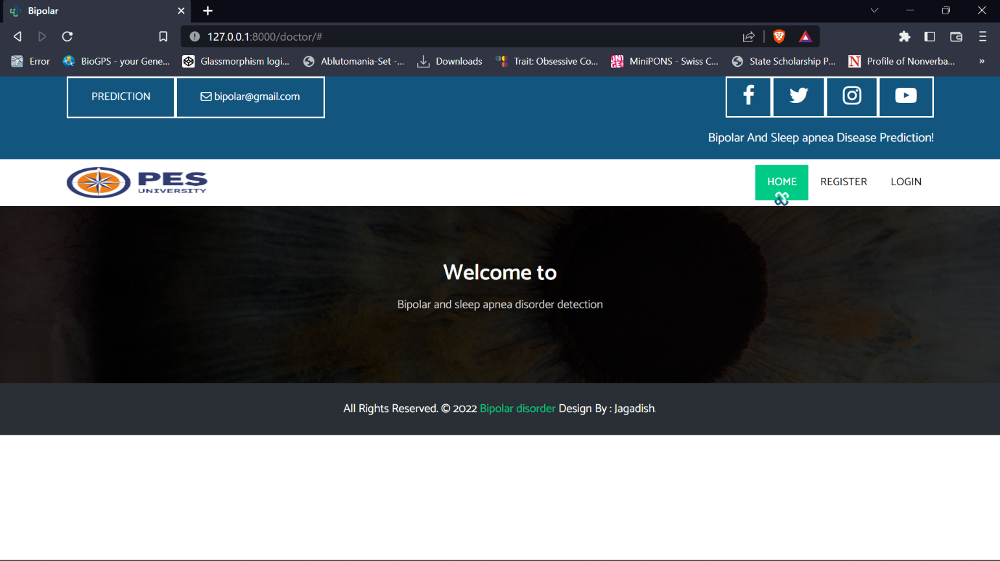 Bipolar
127.0.0.1:8000/doctor/#
Error
BioGPS - your Gene...
Glassmorphism logi...
Ablutomania-Set -...
Downloads
Trait: Obsessive Co...
MiniPONS - Swiss C...
State Scholarship P...
Profile of Nonverba...
»
PREDICTION
bipolar@gmail.com
Bipolar And Sleep apnea Disease Prediction!
PES
UNIVERSITY
HOME
REGISTER
LOGIN
Welcome to
Bipolar and sleep apnea disorder detection
All Rights Reserved. © 2022 Bipolar disorder Design By : Jagadish.